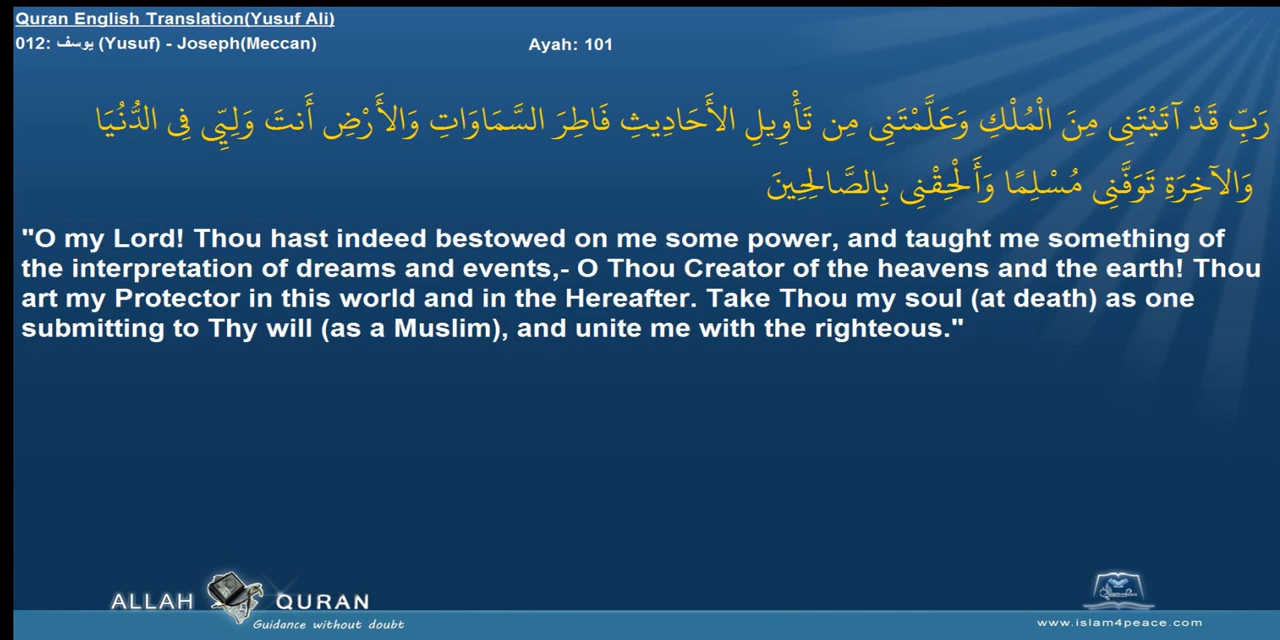 Quran English Translation(Yusuf Ali)
012: يوسف (Yusuf) - Joseph(Meccan)
Ayah: 101
رَبِّ قَدْ آتَيْتَنِى مِنَ الْمُلْكِ وَعَلَّمْتَنِى مِن تَأْوِيلِ الأَحَادِيثِ فَاطِرَ السَّمَاوَاتِ وَالأَرْضِ أَنتَ وَلِيِّى فِى الدُّنُيَا
وَالآخِرَةِ تَوَفَّنِى مُسْلِمًا وَأَلْحِقْنِى بِالصَّالِحِينَ
"O my Lord! Thou hast indeed bestowed on me some power, and taught me something of
the interpretation of dreams and events,- O Thou Creator of the heavens and the earth! Thou
art my Protector in this world and in the Hereafter. Take Thou my soul (at death) as one
submitting to Thy will (as a Muslim), and unite me with the righteous."
ALLAH QURAN
Guidance without doubt
www.islam4peace.com